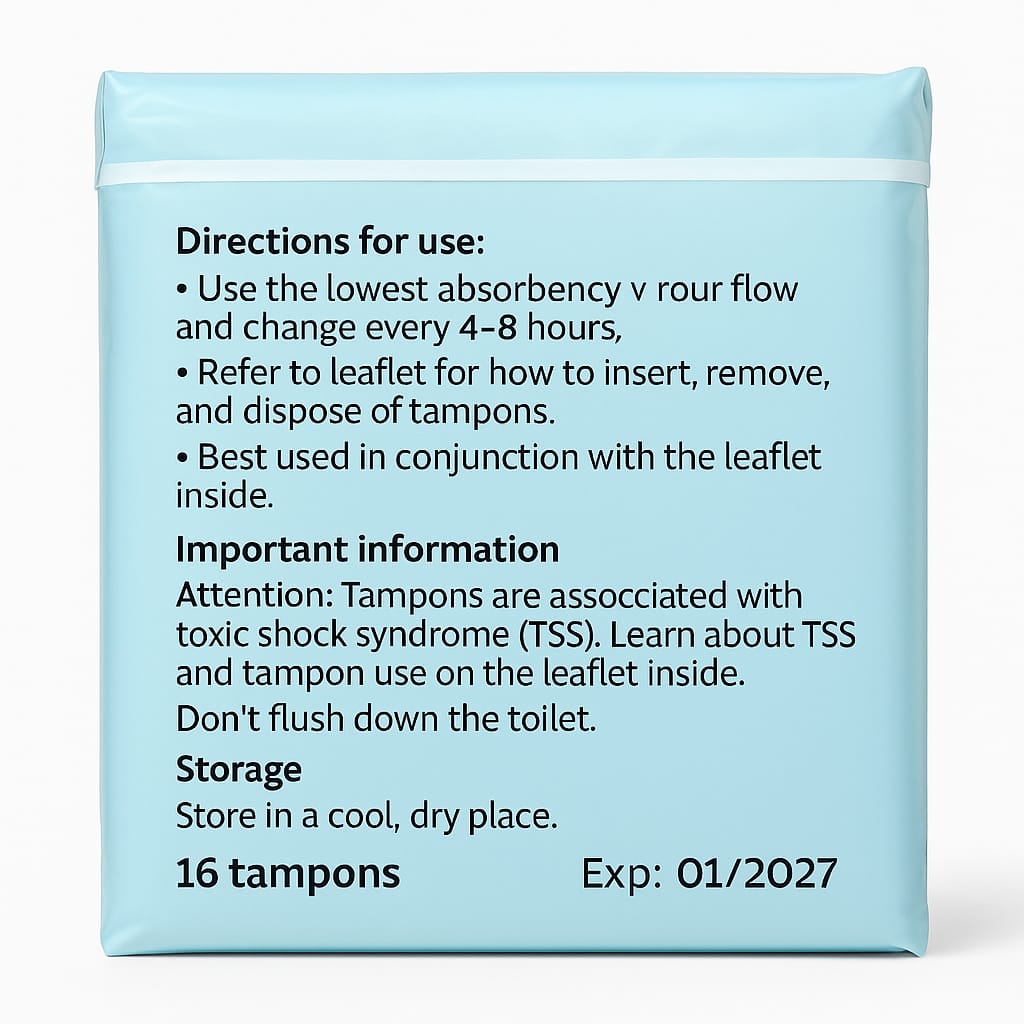 Directions for use:
• Use the lowest absorbency v rour flow
and change every 4-8 hours,
• Refer to leaflet for how to insert, remove,
and dispose of tampons.
• Best used in conjunction with the leaflet
inside.
Important information
Attention: Tampons are assocciated with
toxic shock syndrome (TSS). Learn about TSS
and tampon use on the leaflet inside.
Don't flush down the toilet.
Storage
Store in a cool, dry place.
16 tampons Exp: 01/2027